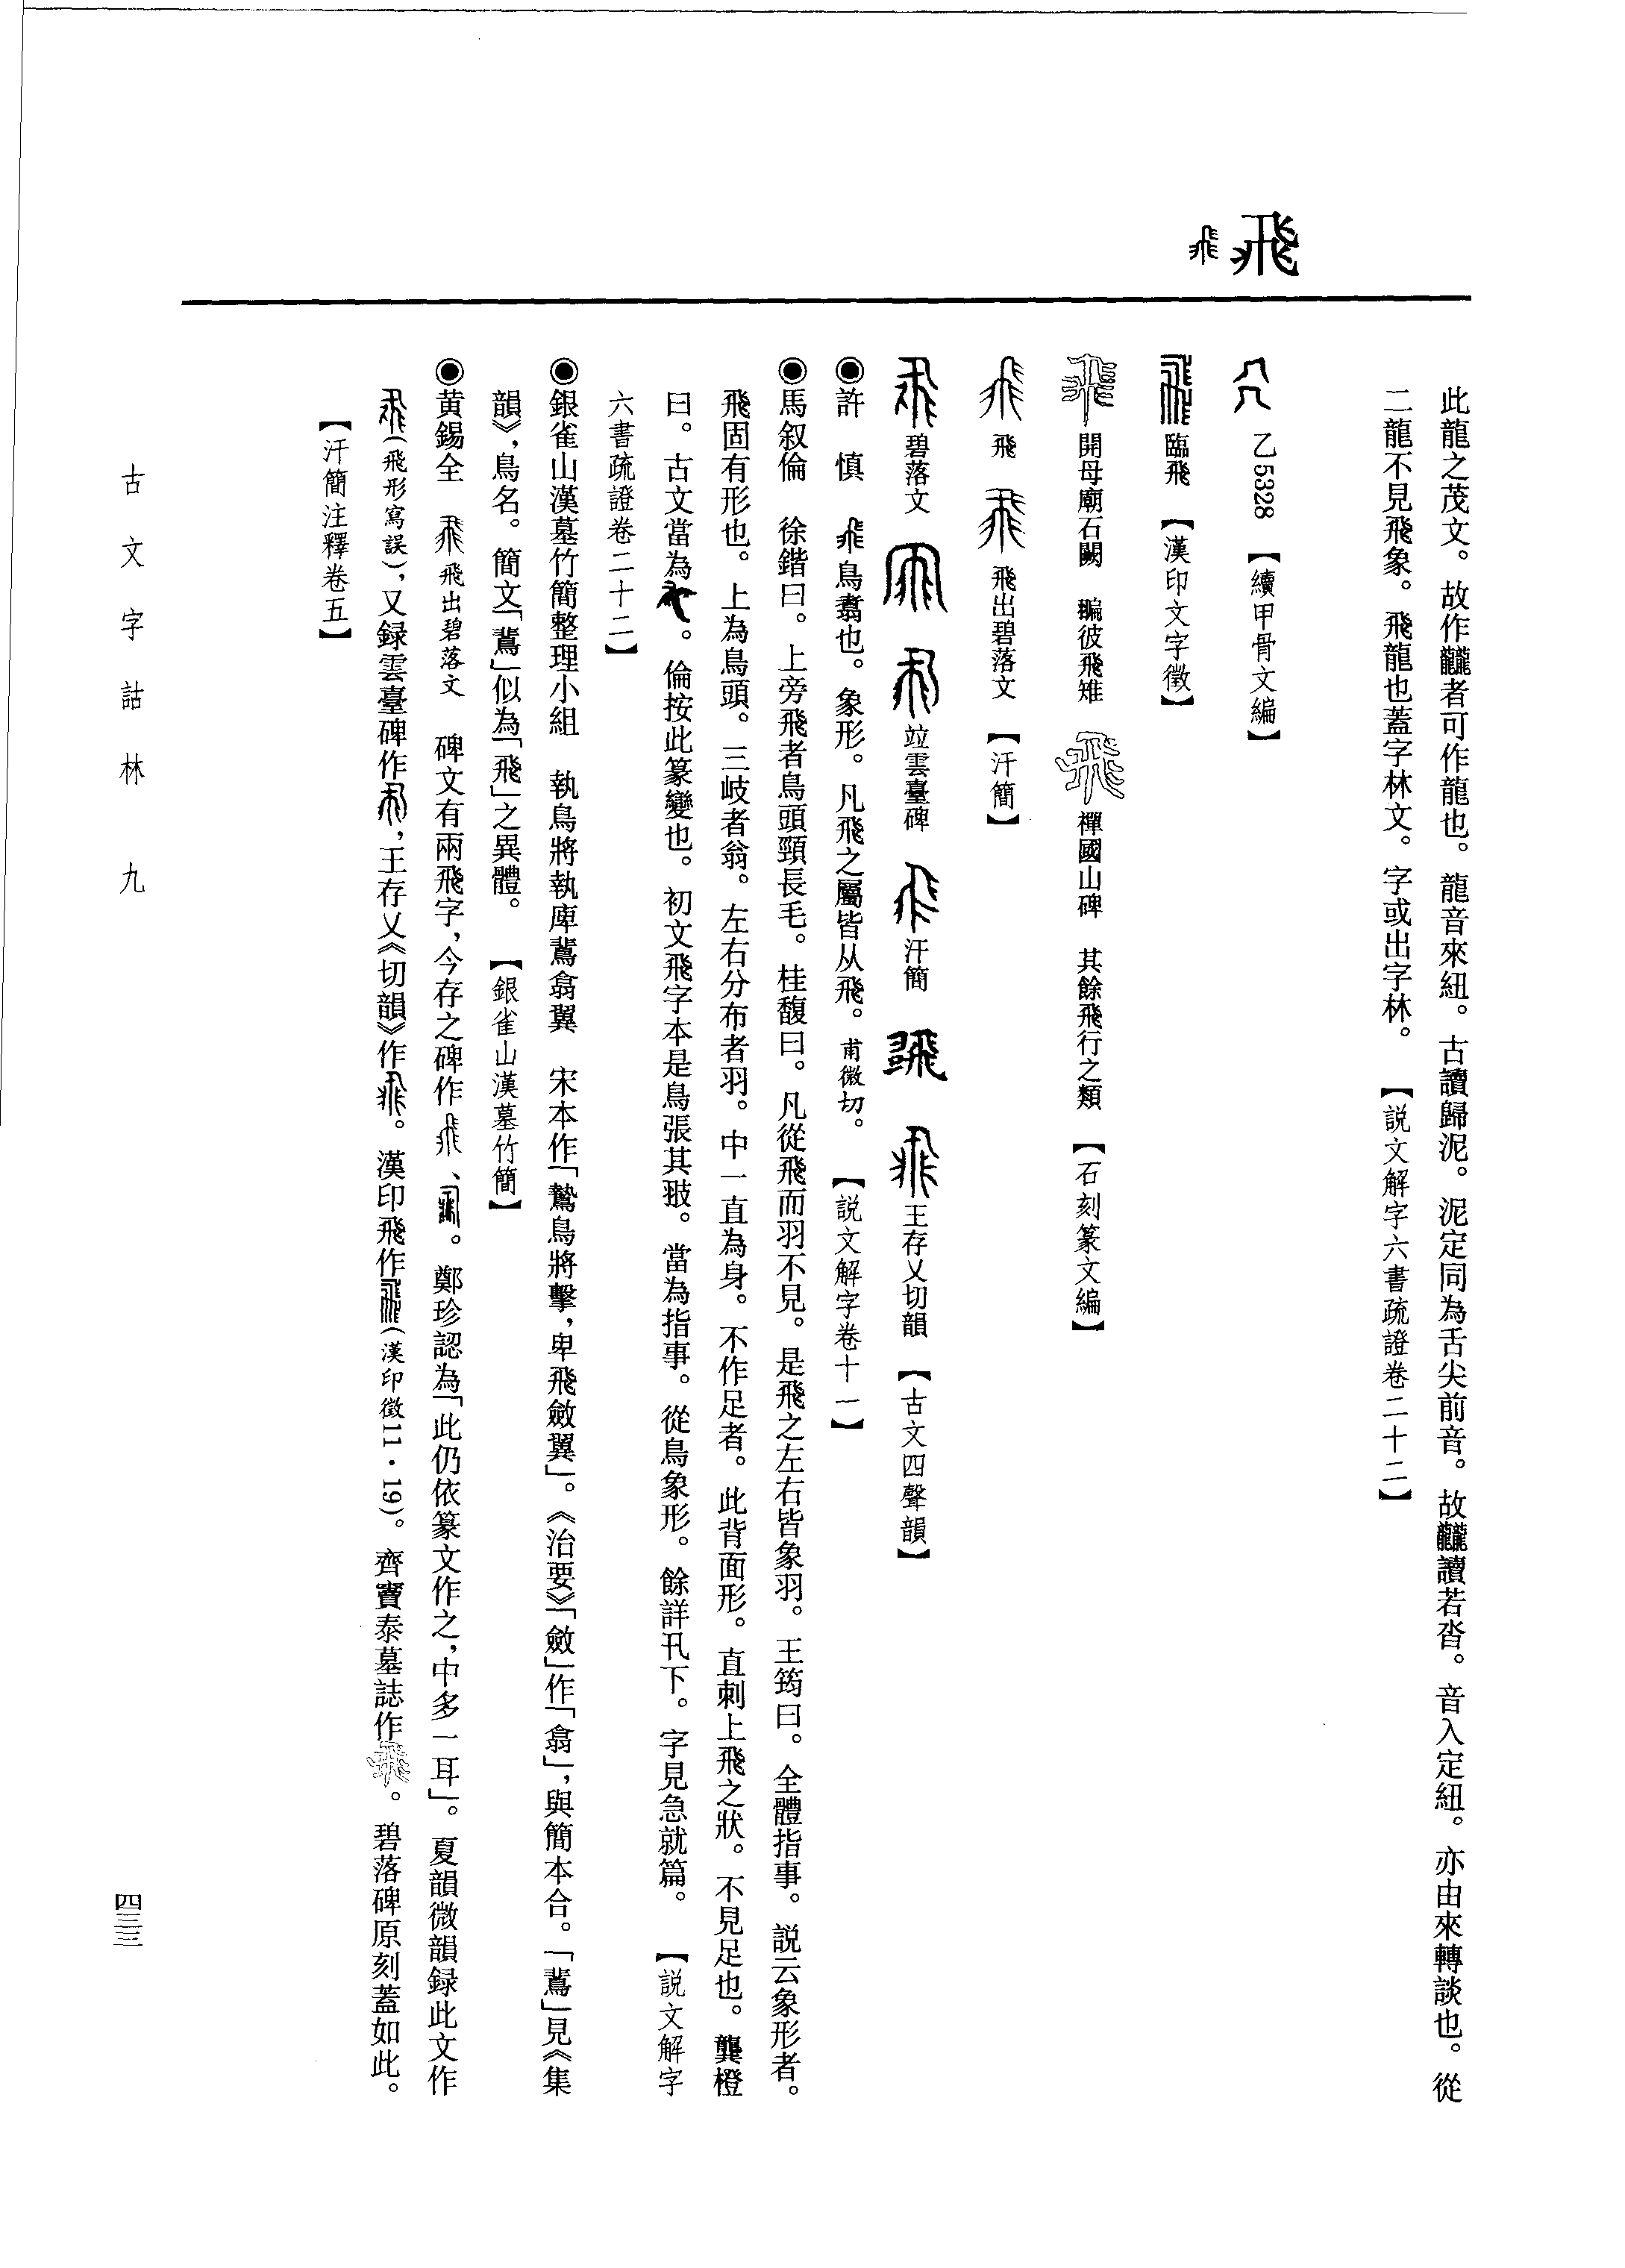 飛
此龍之茂文。故作龖者可作龍也。龍音來紐。古讀歸泥。泥定同為舌尖前音。故龖讀若沓。音入定紐。亦由來轉談也。從
二龍不見飛象。飛龍也蓋字林文。字或出字林。 【説文解字六書疏證卷二十二】
乙5328 【續甲骨文編】
臨飛 【漢印文字徵】
開母廟石闕 翩彼飛雉 禪國山碑 其餘飛行之類 【石刻篆文編】
飛 飛出碧落文 【汗簡】
碧落文 竝雲臺碑 汗簡 王存乂切韻 【古文四聲韻】
◉許 慎 鳥翥也。象形。凡飛之屬皆从飛。甫微切。 【説文解字卷十一】
◉馬叙倫 徐鍇曰。上旁飛者鳥頭頸長毛。桂馥曰。凡從飛而羽不見。是飛之左右皆象羽。王筠曰。全體指事。説云象形者。
飛固有形也。上為鳥頭。三岐者翁。左右分布者羽。中一直為身。不作足者。此背面形。直刺上飛之狀。不見足也。龔橙
曰。古文當為 。倫按此篆變也。初文飛字本是鳥張其翄。當為指事。從鳥象形。餘詳卂下。字見急就篇。 【説文解字
六書疏證卷二十二】
◉銀雀山漢墓竹簡整理小組 執鳥將執庳鶱翕翼 宋本作「鷙鳥將擊，卑飛斂翼」。《治要》「斂」作「翕」，與簡本合。「」見《集
韻》，鳥名。簡文「」似為「飛」之異體。 【銀雀山漢墓竹簡】
◉黄錫全 飛出碧落文 碑文有兩飛字，今存之碑作 、 。鄭珍認為「此仍依篆文作之，中多一耳」。夏韻微韻録此文作
(飛形寫誤)，又録雲臺碑作 ，王存乂《切韻》作 。漢印飛作 (漢印徵11·19)。齊竇泰墓誌作 。碧落碑原刻蓋如此。
【汗簡注釋卷五】
古文字詁林 九
四三三